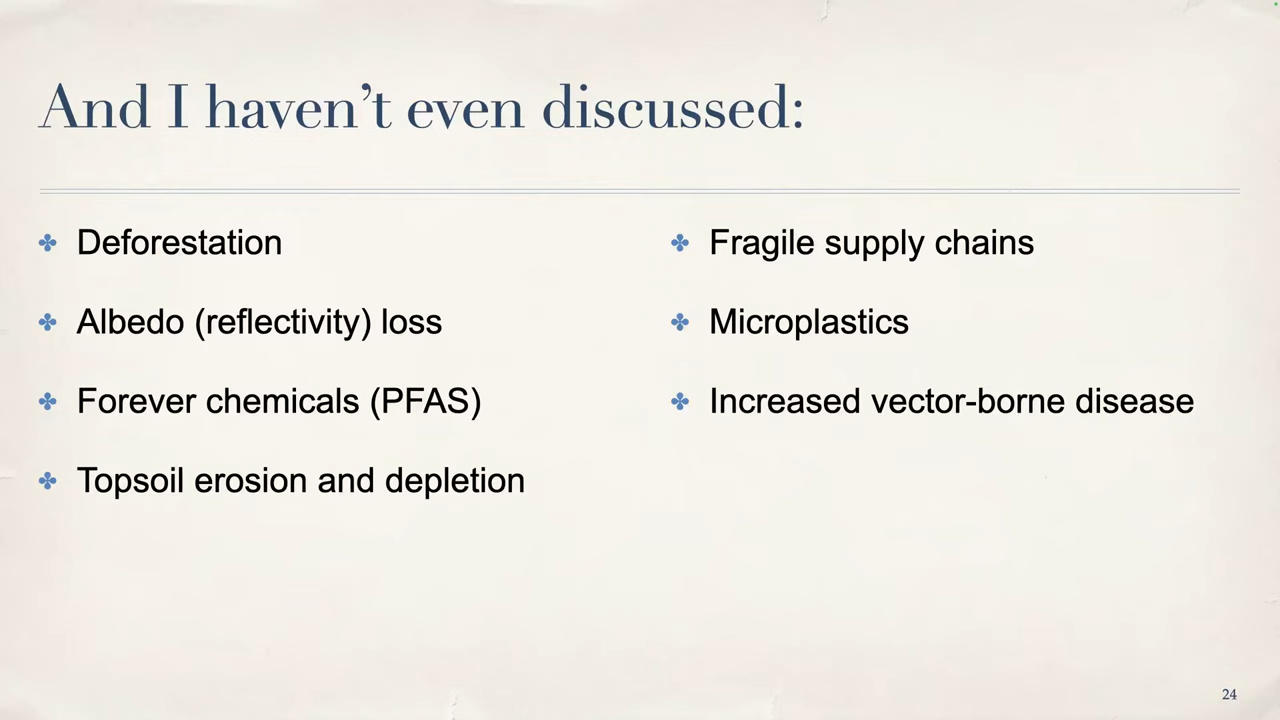 And I haven’t even discussed:
Deforestation
Albedo (reflectivity) loss
Forever chemicals (PFAS)
Topsoil erosion and depletion
Fragile supply chains
Microplastics
Increased vector-borne disease
24